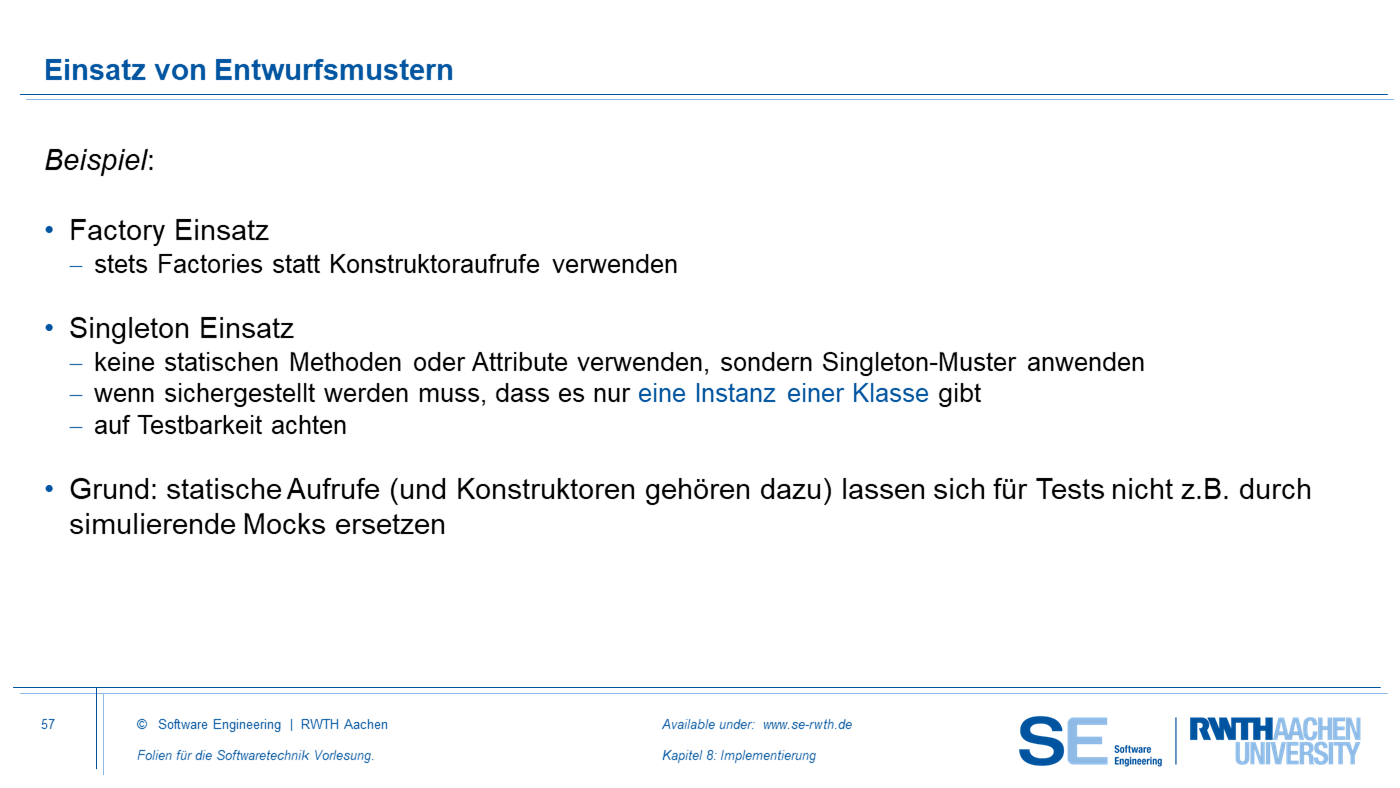 Einsatz von Entwurfsmustern
Beispiel:
• Factory Einsatz
– stets Factories statt Konstruktoraufrufe verwenden
• Singleton Einsatz
– keine statischen Methoden oder Attribute verwenden, sondern Singleton-Muster anwenden
– wenn sichergestellt werden muss, dass es nur eine Instanz einer Klasse gibt
– auf Testbarkeit achten
• Grund: statische Aufrufe (und Konstruktoren gehören dazu) lassen sich für Tests nicht z.B. durch
simulierende Mocks ersetzen
57
© Software Engineering | RWTH Aachen
Folien für die Softwaretechnik Vorlesung.
Available under: www.se-rwth.de
Kapitel 8: Implementierung
SE
Software
Engineering
RWTHAACHEN
UNIVERSITY